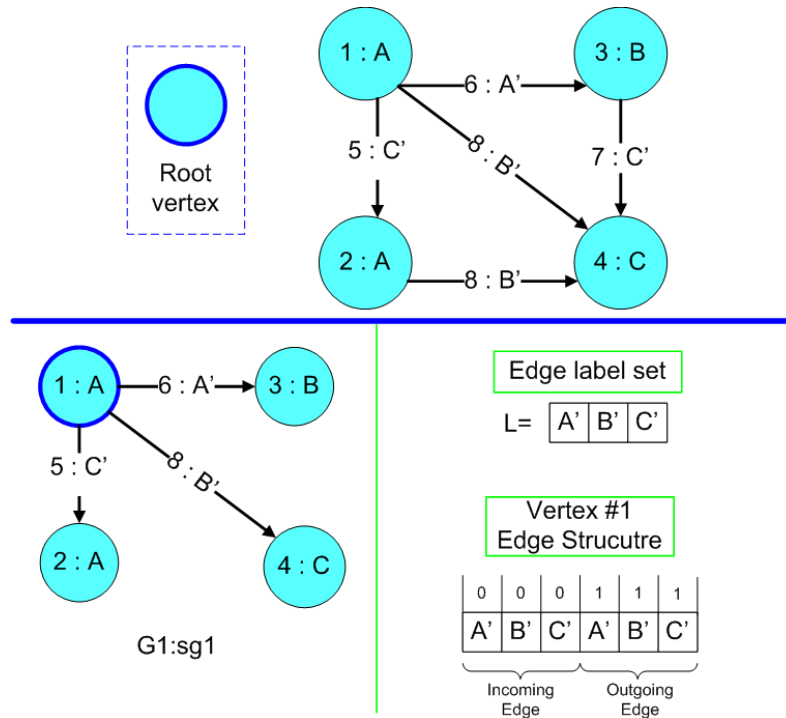 1 : A
3 : B
6 : A’
Root
vertex
5 : C’
8 : B’
7 : C’
2 : A
8 : B’
4 : C
1 : A
6 : A’
3 : B
5 : C’
8 : B’
2 : A
4 : C
G1:sg1
Edge label set
L= A’ B’ C’
Vertex #1
Edge Strucutre
0 0 0 1 1 1
A’ B’ C’ A’ B’ C’
Incoming Outgoing
Edge Edge